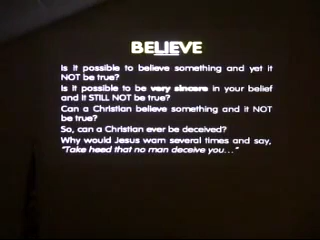 BELIEVE
Is it possible to believe something and yet it
NOT be true?
Is it possible to be very sincere in your belief
and it STILL NOT be true?
Can a Christian believe something and it NOT
be true?
So, can a Christian ever be deceived?
Why would Jesus warn several times and say,
"Take heed that no man deceive you..."